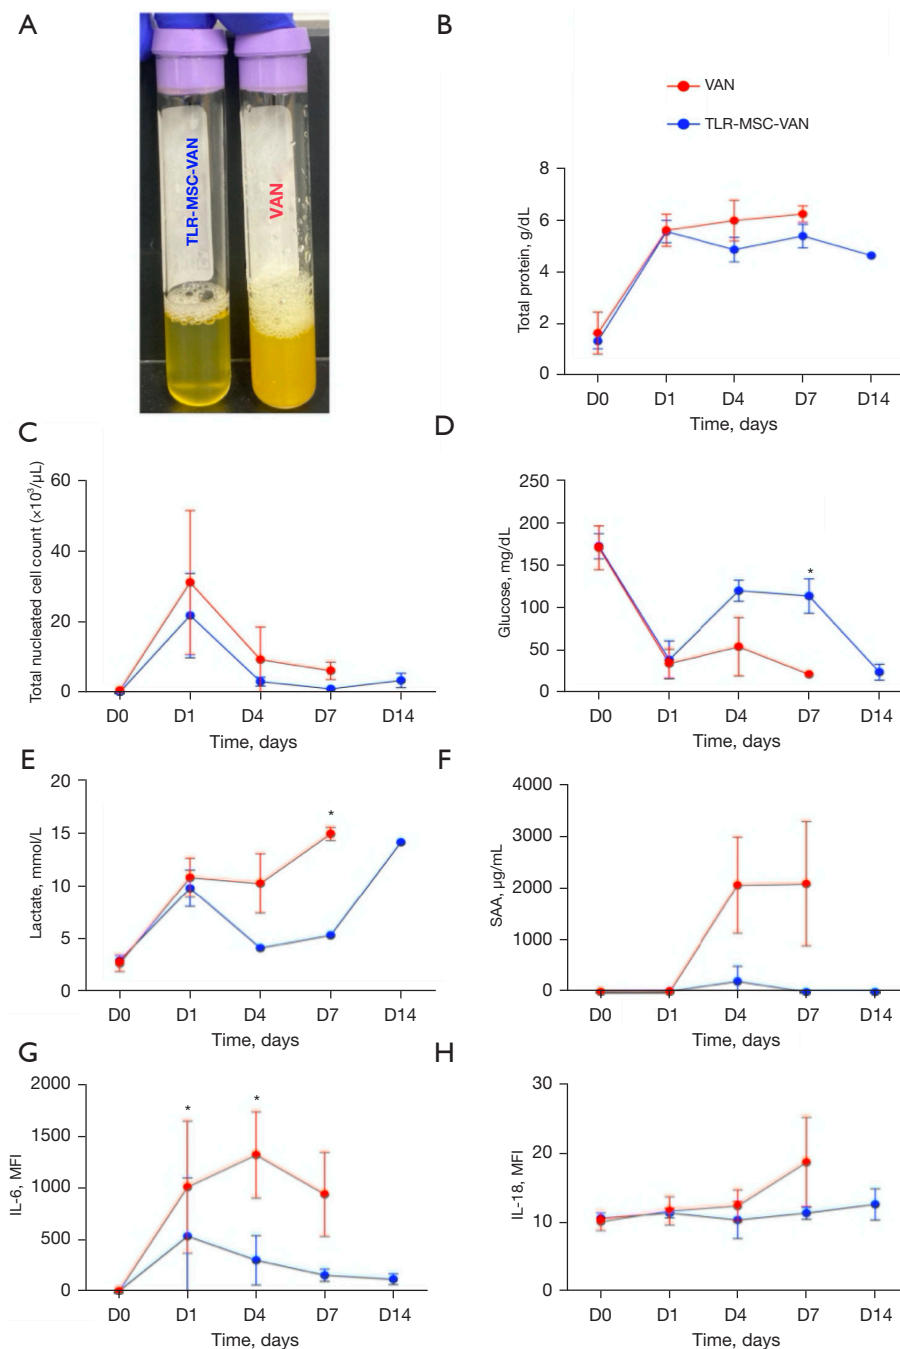 A
TLR-MSC-VAN
VAN
B
VAN
TLR-MSC-VAN
Total protein, g/dL
8
6
4
2
0
D0 D1 D4 D7 D14
Time, days
C
Total nucleated cell count (×10³/μL)
60
40
20
0
D0 D1 D4 D7 D14
Time, days
D
Glucose, mg/dL
250
200
150
100
50
0
*
D0 D1 D4 D7 D14
Time, days
E
Lactate, mmol/L
20
15
10
5
0
*
D0 D1 D4 D7 D14
Time, days
F
SAA, μg/mL
4000
3000
2000
1000
0
D0 D1 D4 D7 D14
Time, days
G
IL-6, MFI
2000
1500
1000
500
0
* *
D0 D1 D4 D7 D14
Time, days
H
IL-18, MFI
30
20
10
0
D0 D1 D4 D7 D14
Time, days